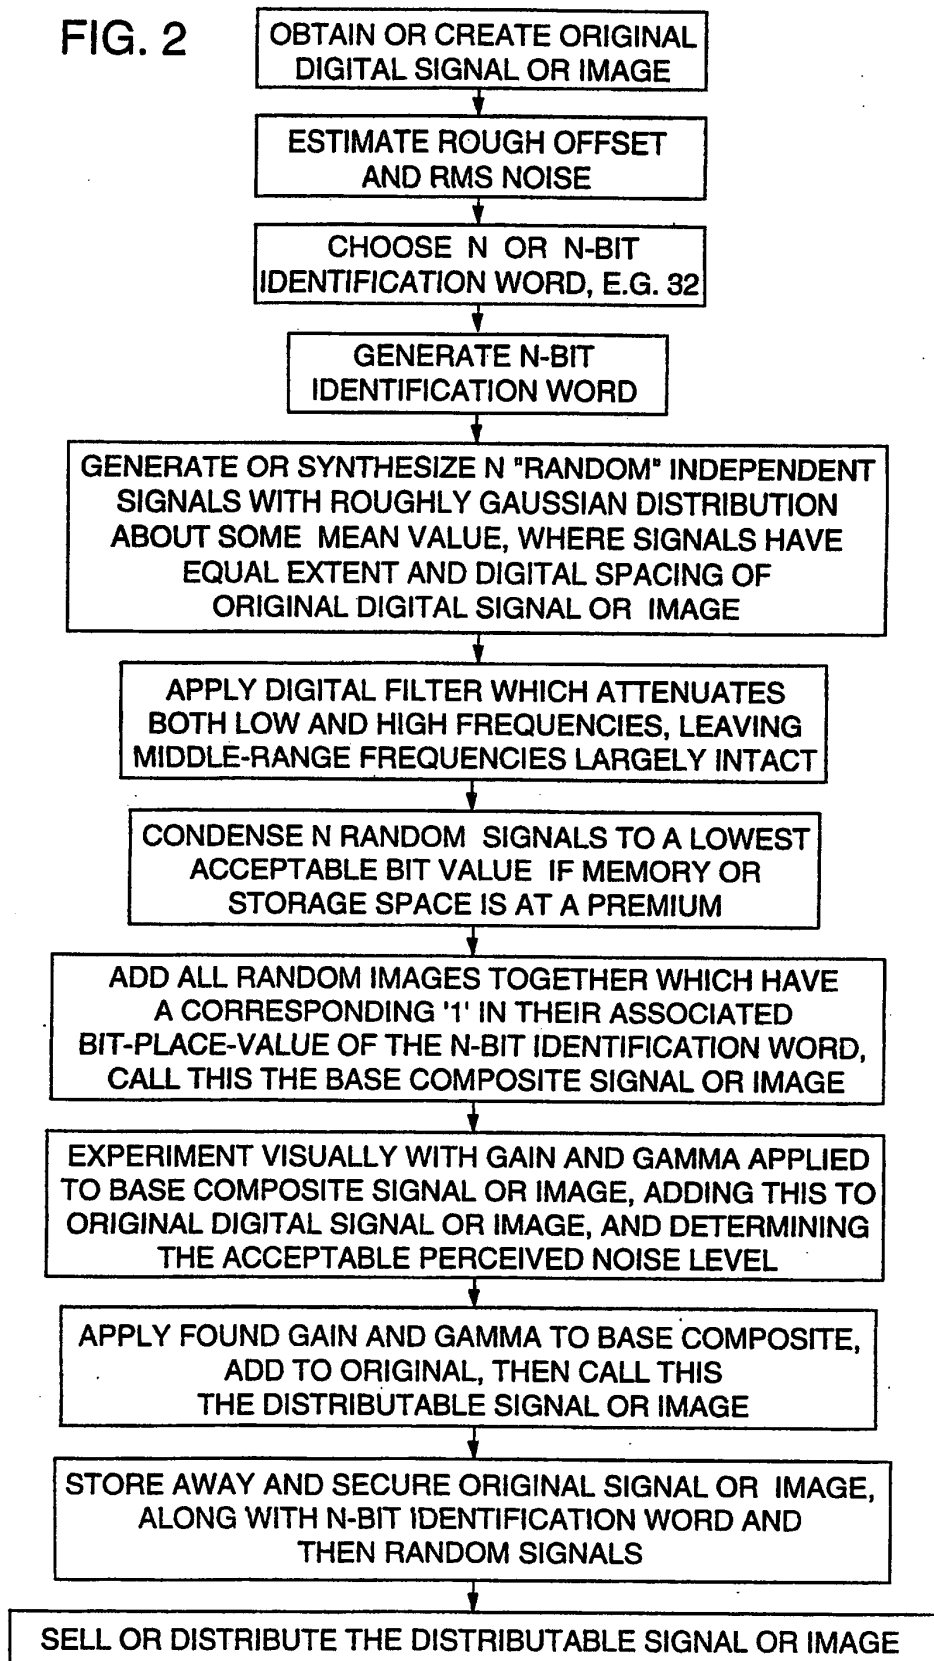 FIG. 2
OBTAIN OR CREATE ORIGINAL
DIGITAL SIGNAL OR IMAGE
ESTIMATE ROUGH OFFSET
AND RMS NOISE
CHOOSE N OR N-BIT
IDENTIFICATION WORD, E.G. 32
GENERATE N-BIT
IDENTIFICATION WORD
GENERATE OR SYNTHESIZE N "RANDOM" INDEPENDENT
SIGNALS WITH ROUGHLY GAUSSIAN DISTRIBUTION
ABOUT SOME MEAN VALUE, WHERE SIGNALS HAVE
EQUAL EXTENT AND DIGITAL SPACING OF
ORIGINAL DIGITAL SIGNAL OR IMAGE
APPLY DIGITAL FILTER WHICH ATTENUATES
BOTH LOW AND HIGH FREQUENCIES, LEAVING
MIDDLE-RANGE FREQUENCIES LARGELY INTACT
CONDENSE N RANDOM SIGNALS TO A LOWEST
ACCEPTABLE BIT VALUE IF MEMORY OR
STORAGE SPACE IS AT A PREMIUM
ADD ALL RANDOM IMAGES TOGETHER WHICH HAVE
A CORRESPONDING '1' IN THEIR ASSOCIATED
BIT-PLACE-VALUE OF THE N-BIT IDENTIFICATION WORD,
CALL THIS THE BASE COMPOSITE SIGNAL OR IMAGE
EXPERIMENT VISUALLY WITH GAIN AND GAMMA APPLIED
TO BASE COMPOSITE SIGNAL OR IMAGE, ADDING THIS TO
ORIGINAL DIGITAL SIGNAL OR IMAGE, AND DETERMINING
THE ACCEPTABLE PERCEIVED NOISE LEVEL
APPLY FOUND GAIN AND GAMMA TO BASE COMPOSITE,
ADD TO ORIGINAL, THEN CALL THIS
THE DISTRIBUTABLE SIGNAL OR IMAGE
STORE AWAY AND SECURE ORIGINAL SIGNAL OR IMAGE,
ALONG WITH N-BIT IDENTIFICATION WORD AND
THEN RANDOM SIGNALS
SELL OR DISTRIBUTE THE DISTRIBUTABLE SIGNAL OR IMAGE